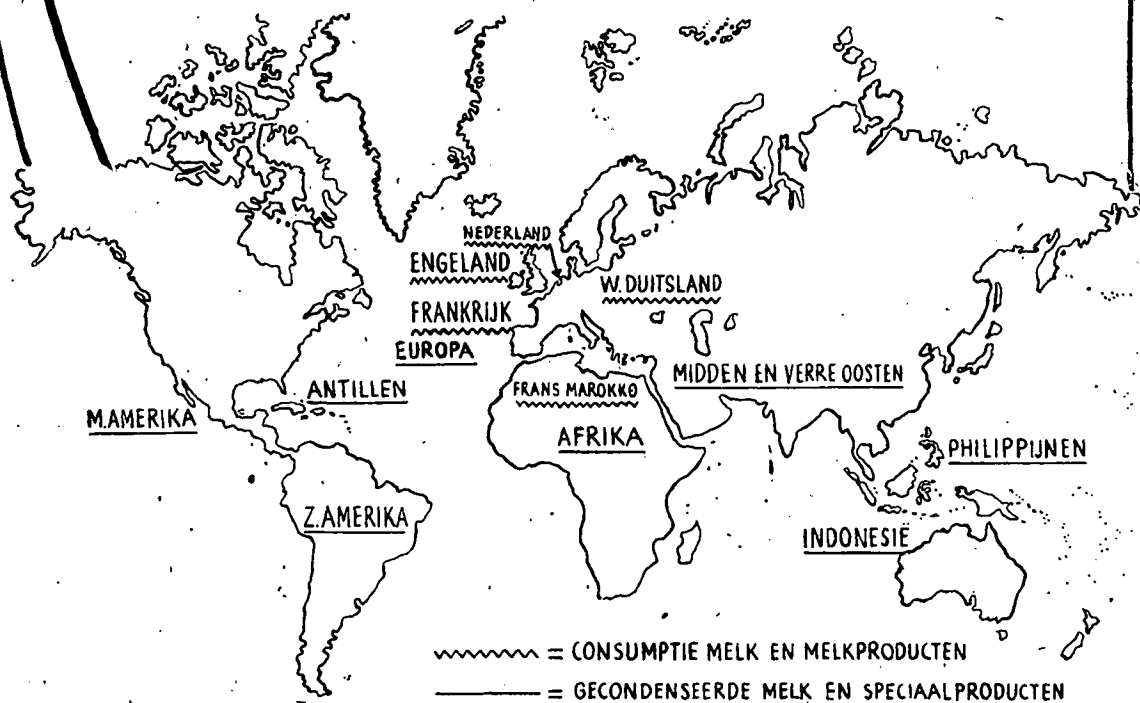 NEDERLAND
ENGELAND
W. DUITSLAND
FRANKRIJK
EUROPA
MIDDEN EN VERRE OOSTEN
ANTILLEN
FRANS MAROKKO
M. AMERIKA
AFRIKA
PHILIPPIJNEN
Z. AMERIKA
INDONESIË
= CONSUMPTIE MELK EN MELKPRODUCTEN
= GECONDENSEERDE MELK EN SPECIAALPRODUCTEN